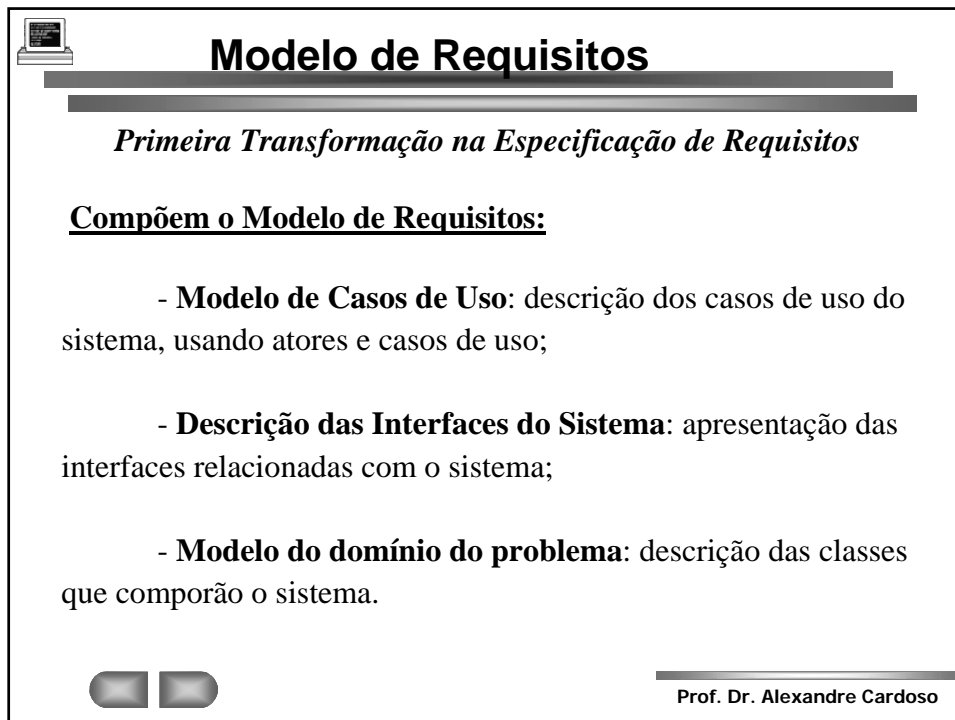 Modelo de Requisitos
Primeira Transformação na Especificação de Requisitos
Compõem o Modelo de Requisitos:
- Modelo de Casos de Uso: descrição dos casos de uso do
sistema, usando atores e casos de uso;
- Descrição das Interfaces do Sistema: apresentação das
interfaces relacionadas com o sistema;
- Modelo do domínio do problema: descrição das classes
que comporão o sistema.
Prof. Dr. Alexandre Cardoso